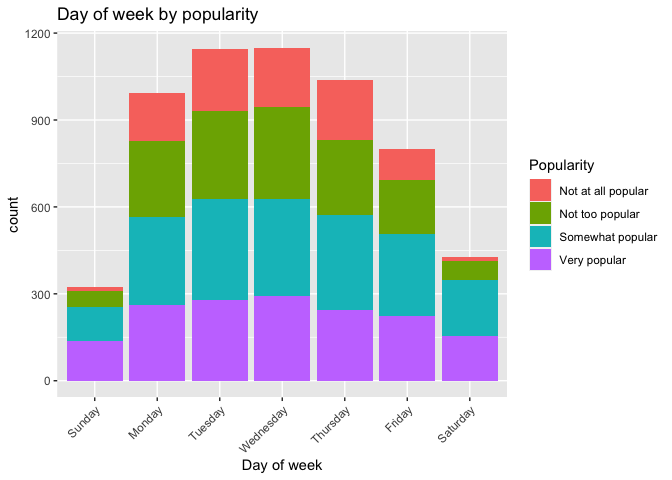 Day of week by popularity
1200
900
600
300
0
count
Sunday
Monday
Tuesday
Wednesday
Thursday
Friday
Saturday
Day of week
Popularity
Not at all popular
Not too popular
Somewhat popular
Very popular